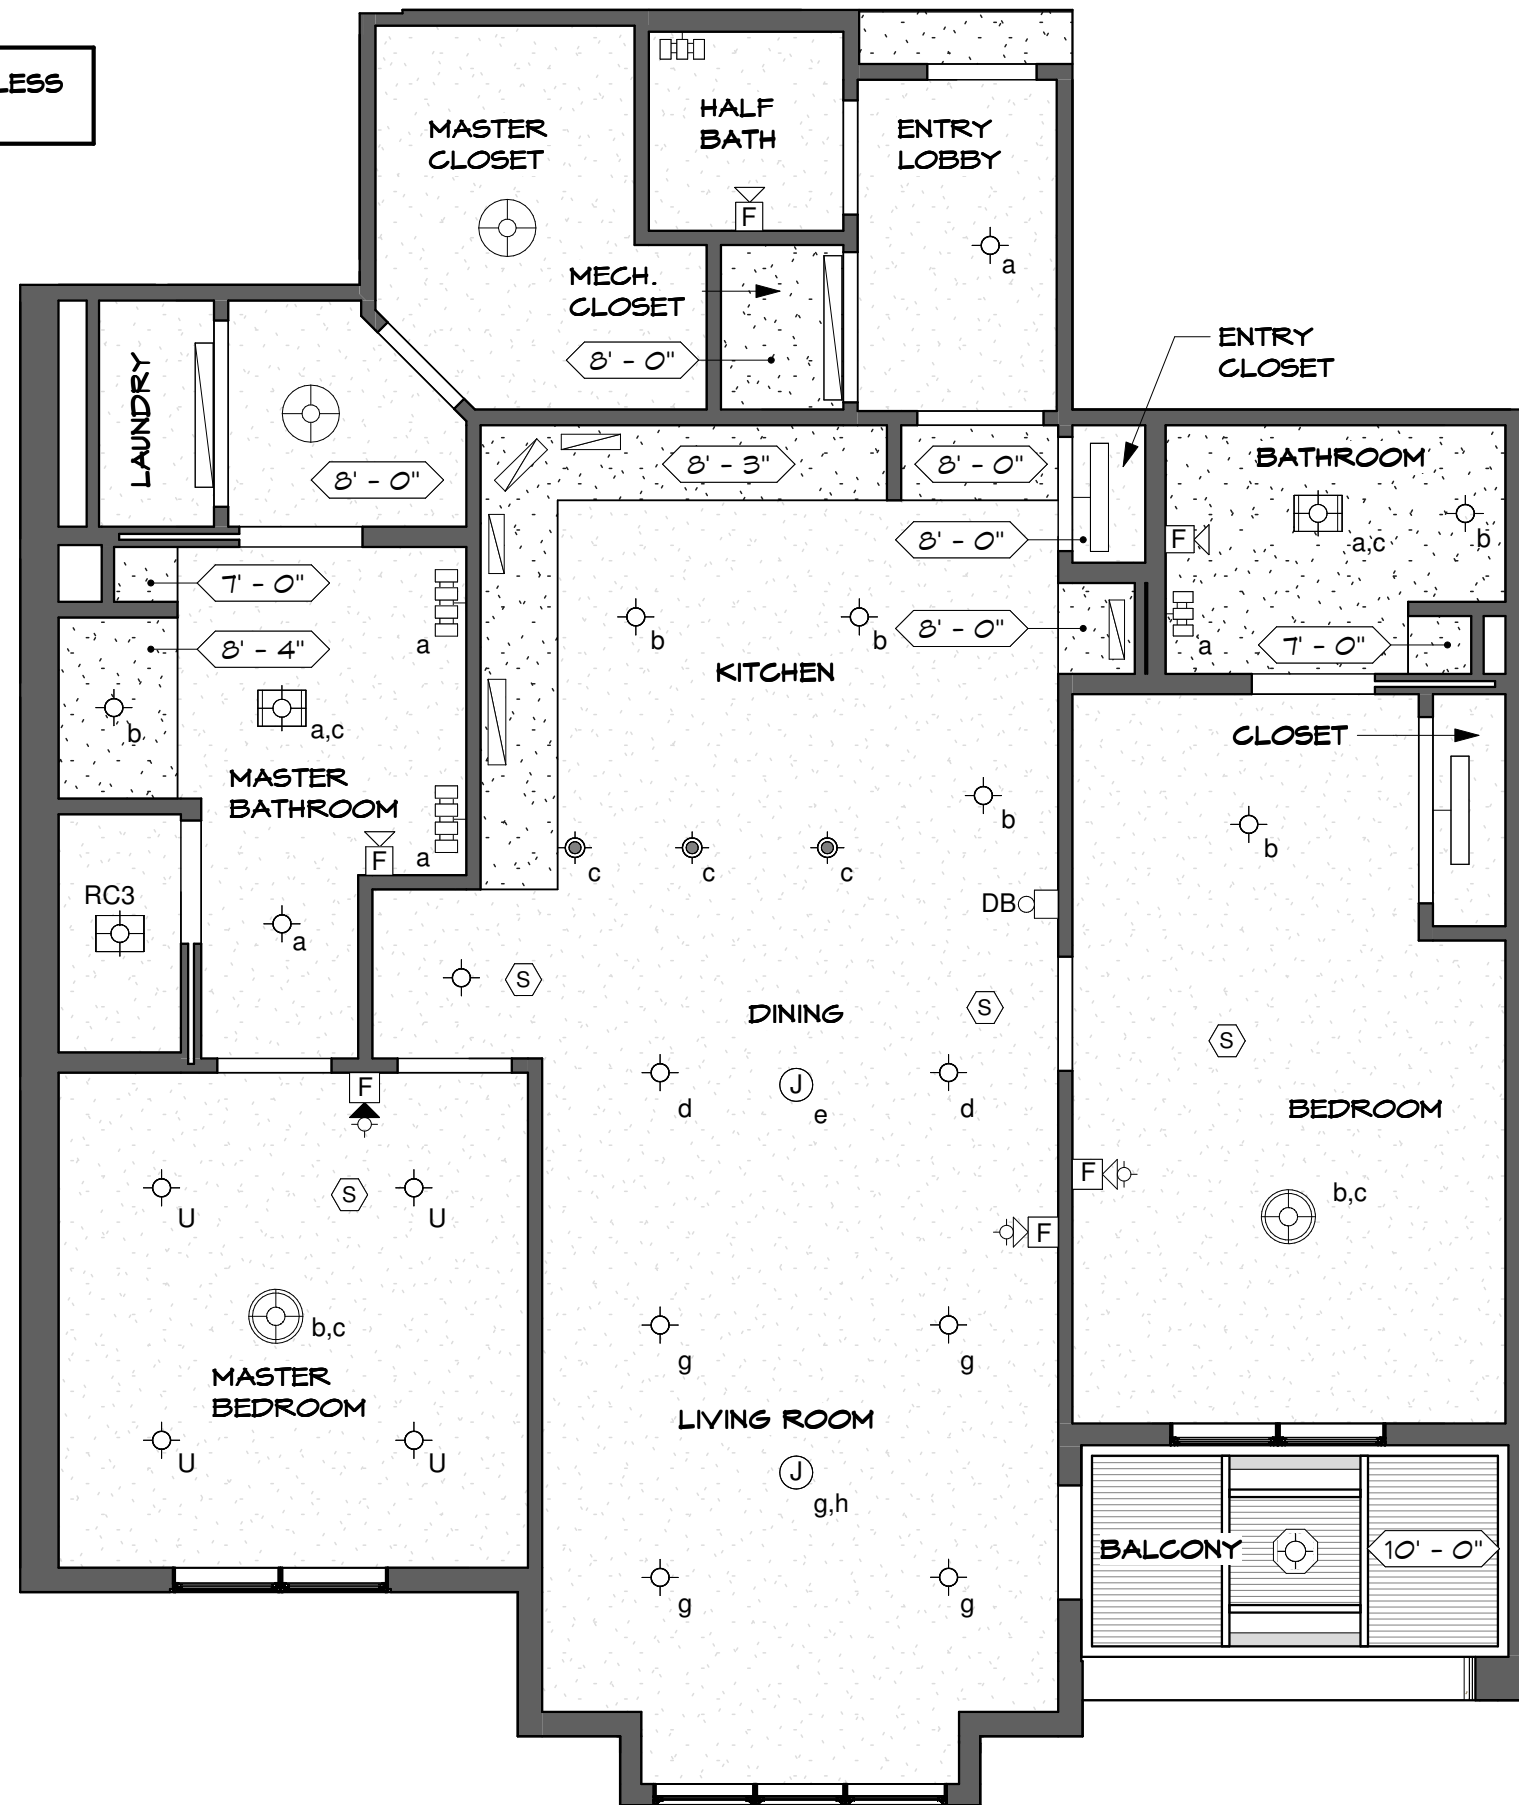 LESS
MASTER
CLOSET
HALF
BATH
ENTRY
LOBBY
F
a
MECH.
CLOSET
8' - 0"
ENTRY
CLOSET
LAUNDRY
8' - 0"
8' - 3"
8' - 0"
BATHROOM
8' - 0"
F
a,c
b
7' - 0"
8' - 4"
a
b
b
8' - 0"
a
7' - 0"
KITCHEN
b
a,c
CLOSET
MASTER
BATHROOM
b
b
F
a
c
c
c
RC3
a
DB
S
DINING
S
S
F
d
J
e
d
BEDROOM
U
S
U
F
b,c
F
b,c
MASTER
BEDROOM
g
g
LIVING ROOM
U
U
J
g,h
BALCONY
10' - 0"
g
g